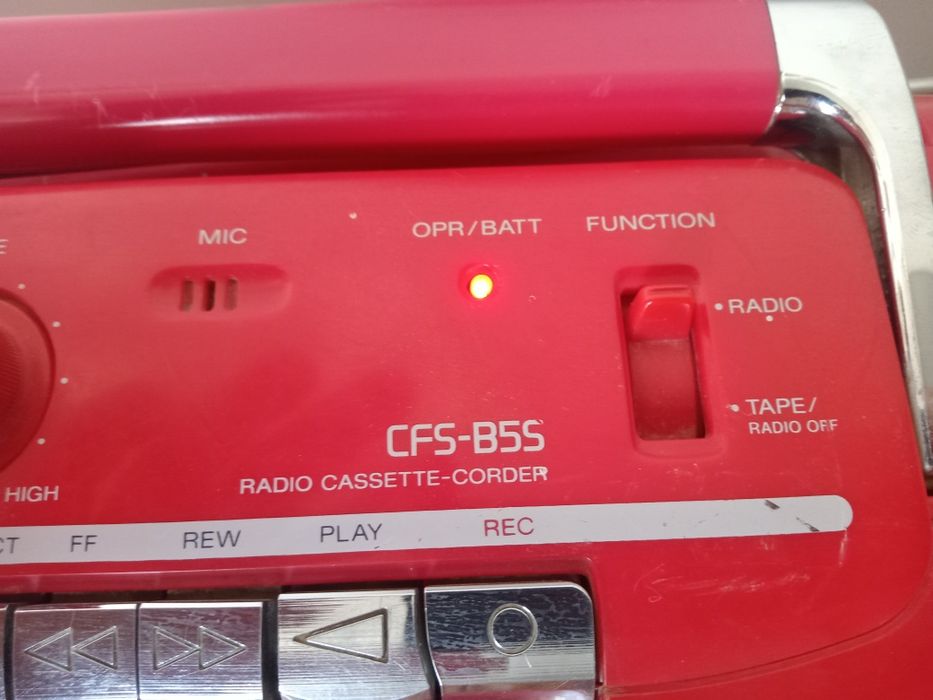 MIC
OPR/BATT
FUNCTION
• RADIO
• TAPE/
RADIO OFF
CFS-B5S
RADIO CASSETTE-CORDER
HIGH
FF
REW
PLAY
REC